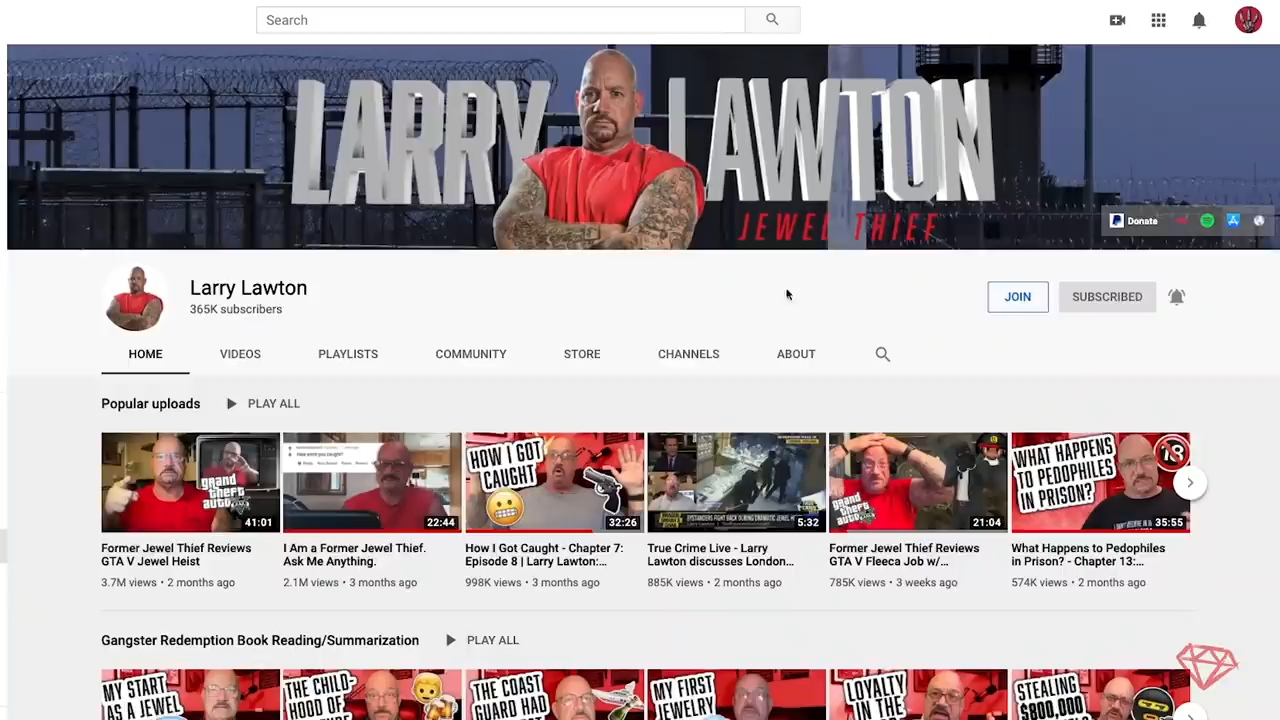 Search
LARRY LAWTON
JEWEL THIEF
Donate
Larry Lawton
365K subscribers
JOIN
SUBSCRIBED
HOME
VIDEOS
PLAYLISTS
COMMUNITY
STORE
CHANNELS
ABOUT
Popular uploads
PLAY ALL
grand
theft
auto
V
41:01
22:44
HOW I GOT
CAUGHT
32:26
5:32
grand
theft
auto
V
21:04
WHAT HAPPENS
TO PEDOPHILES
IN PRISON?
18
35:55
Former Jewel Thief Reviews
GTA V Jewel Heist
3.7M views • 2 months ago
I Am a Former Jewel Thief.
Ask Me Anything.
2.1M views • 3 months ago
How I Got Caught - Chapter 7:
Episode 8 | Larry Lawton:...
998K views • 3 months ago
True Crime Live - Larry
Lawton discusses London...
885K views • 2 months ago
Former Jewel Thief Reviews
GTA V Fleeca Job w/...
785K views • 3 weeks ago
What Happens to Pedophiles
in Prison? - Chapter 13:...
574K views • 2 months ago
Gangster Redemption Book Reading/Summarization
PLAY ALL
MY START
AS A JEWEL
THE CHILD-
HOOD OF
THE COAST
GUARD HAD
MY FIRST
JEWELRY
LOYALTY
IN THE
STEALING
$800,000